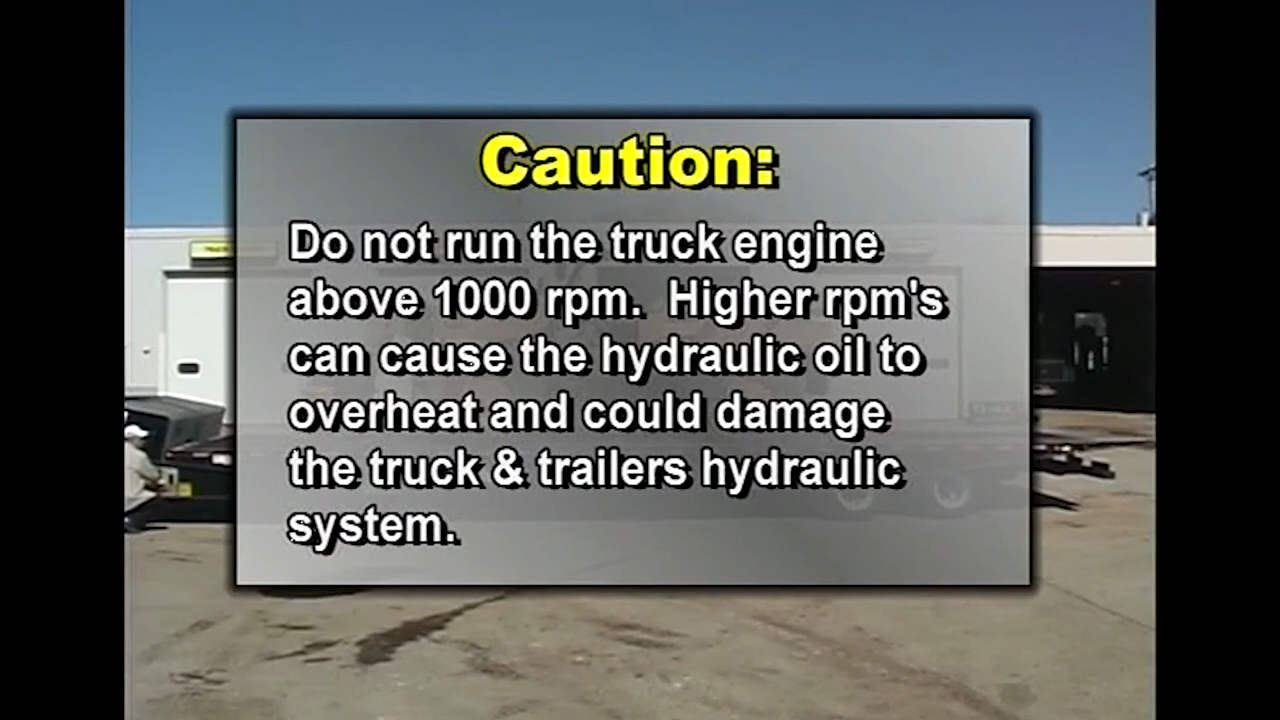 Caution:
Do not run the truck engine
above 1000 rpm. Higher rpm's
can cause the hydraulic oil to
overheat and could damage
the truck & trailers hydraulic
system.